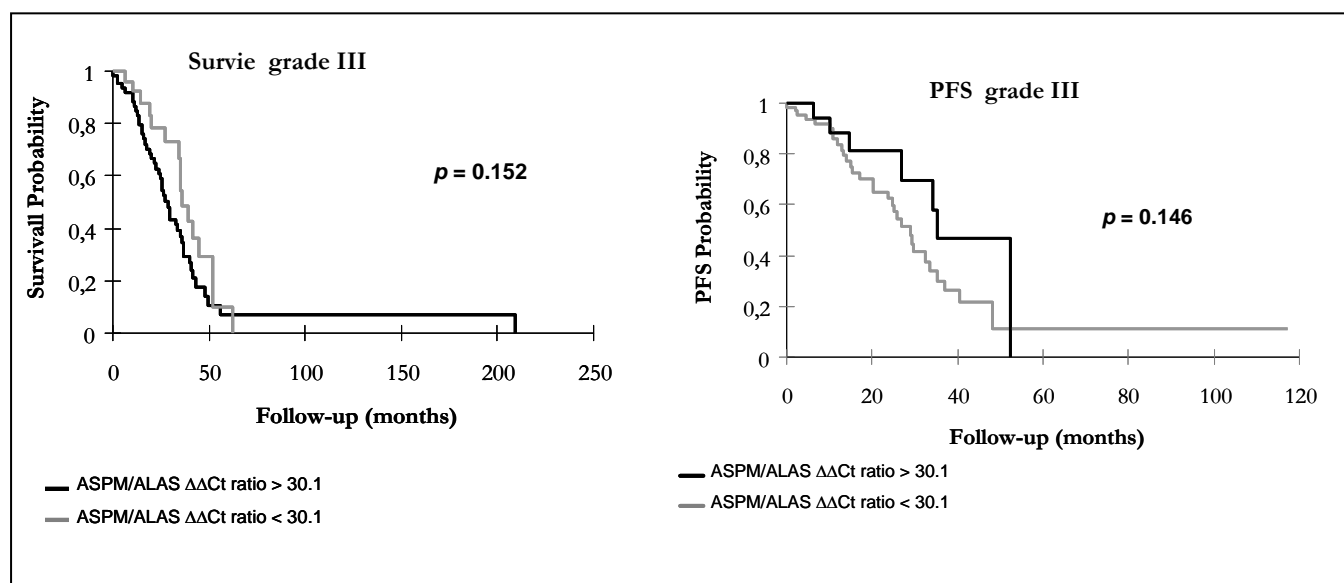 Survie grade III
1
0,8
0,6
0,4
0,2
0
Survivall Probability
p = 0.152
0 50 100 150 200 250
Follow-up (months)
ASPM/ALAS ΔΔCt ratio > 30.1
ASPM/ALAS ΔΔCt ratio < 30.1
PFS grade III
1
0,8
0,6
0,4
0,2
0
PFS Probability
p = 0.146
0 20 40 60 80 100 120
Follow-up (months)
ASPM/ALAS ΔΔCt ratio > 30.1
ASPM/ALAS ΔΔCt ratio < 30.1